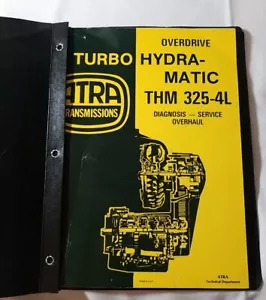 OVERDRIVE
TURBO HYDRA-
MATIC
THM 325-4L
ATRA
TRANSMISSIONS
DIAGNOSIS — SERVICE
OVERHAUL
ATRA
Technical Department